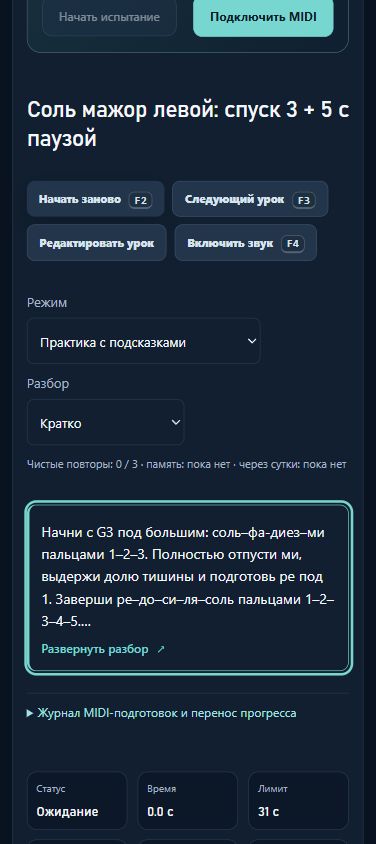 Начать испытание
Подключить MIDI
Соль мажор левой: спуск 3 + 5 с
паузой
Начать заново F2
Следующий урок F3
Редактировать урок
Включить звук F4
Режим
Практика с подсказками
Разбор
Кратко
Чистые повторы: 0 / 3 · память: пока нет · через сутки: пока нет
Начни с G3 под большим: соль–фа-диез–ми
пальцами 1–2–3. Полностью отпусти ми,
выдержи долю тишины и подготовь ре под
1. Заверши ре–до–си–ля–соль пальцами 1–2–
3–4–5....
Развернуть разбор ↗
▶ Журнал MIDI-подготовок и перенос прогресса
Статус
Ожидание
Время
0.0 с
Лимит
31 с